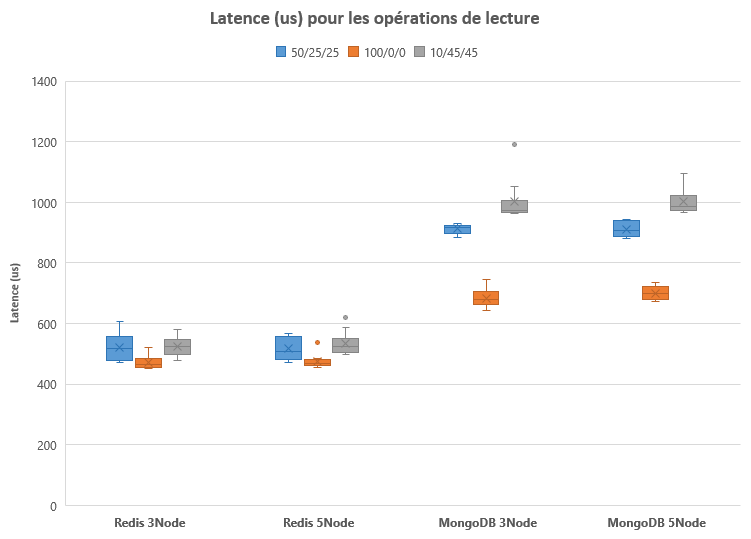 Latence (us) pour les opérations de lecture
50/25/25 100/0/0 10/45/45
1400
1200
1000
800
600
400
200
0
Latence (us)
Redis 3Node Redis 5Node MongoDB 3Node MongoDB 5Node